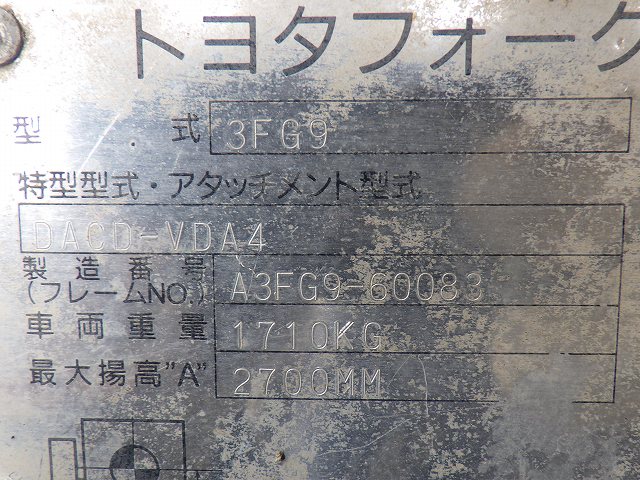 トヨタフォーク
型 式 3FG9
特型型式・アタッチメント型式
DACD-VDA4
製造番号 (フレームNO.) A3FG9-60083
車両重量 1710KG
最大揚高"A" 2700MM